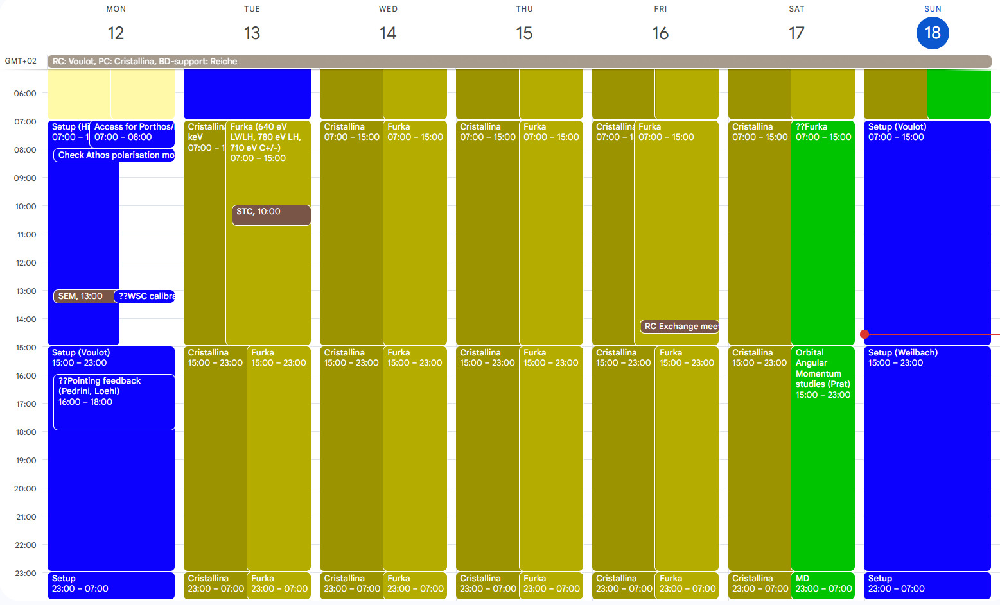 MON
12
TUE
13
WED
14
THU
15
FRI
16
SAT
17
SUN
18
GMT+02
RC: Voulot, PC: Cristallina, BD-support: Reiche
06:00
07:00
08:00
09:00
10:00
11:00
12:00
13:00
14:00
15:00
16:00
17:00
18:00
19:00
20:00
21:00
22:00
23:00
Setup (Hi
07:00 – 1
Access for Porthos/
07:00 – 08:00
Check Athos polarisation mo
SEM, 13:00
??WSC calibra
Setup (Voulot)
15:00 – 23:00
??Pointing feedback
(Pedrini, Loehl)
16:00 – 18:00
Setup
23:00 – 07:00
Cristallina
keV
07:00 – 1
Furka (640 eV
LV/LH, 780 eV LH,
710 eV C+/-)
07:00 – 15:00
STC, 10:00
Cristallina
15:00 – 23:00
Furka
15:00 – 23:00
Cristallina
23:00 – 07:00
Furka
23:00 – 07:00
Cristallina
07:00 – 15:00
Furka
07:00 – 15:00
Cristallina
15:00 – 23:00
Furka
15:00 – 23:00
Cristallina
23:00 – 07:00
Furka
23:00 – 07:00
Cristallina
07:00 – 15:00
Furka
07:00 – 15:00
Cristallina
15:00 – 23:00
Furka
15:00 – 23:00
Cristallina
23:00 – 07:00
Furka
23:00 – 07:00
Cristallina
07:00 – 1
Furka
07:00 – 15:00
RC Exchange mee
Cristallina
15:00 – 23:00
Furka
15:00 – 23:00
Cristallina
23:00 – 07:00
Furka
23:00 – 07:00
Cristallina
07:00 – 15:00
??Furka
07:00 – 15:00
Cristallina
15:00 – 23:00
Orbital
Angular
Momentum
studies (Prat)
15:00 – 23:00
Cristallina
23:00 – 07:00
MD
23:00 – 07:00
Setup (Voulot)
07:00 – 15:00
Setup (Weilbach)
15:00 – 23:00
Setup
23:00 – 07:00